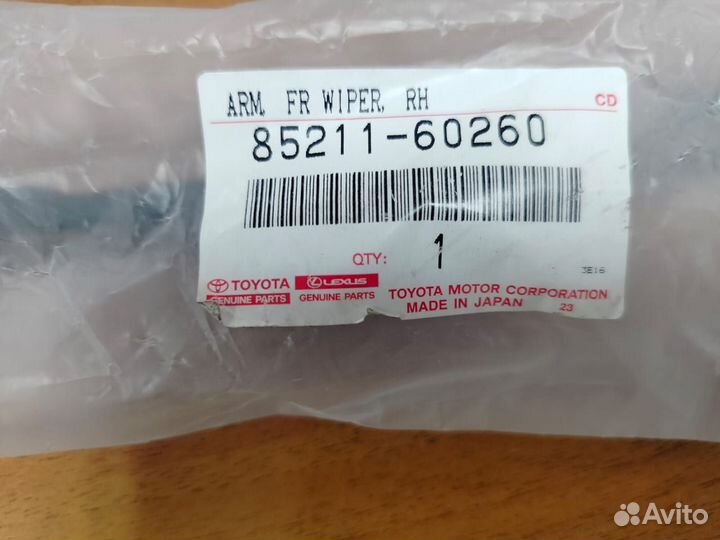 ARM, FR WIPER, RH
CD
85211-60260
QTY: 1
3E16
TOYOTA
GENUINE PARTS
LEXUS
GENUINE PARTS
TOYOTA MOTOR CORPORATION
MADE IN JAPAN 23
Avito